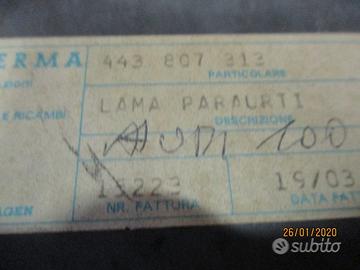 ERMA 443 807 313
PARTICOLARE
LAMA PARAURTI
E RICAMBI DESCRIZIONE
AUDI 100
15223 19/03
NR. FATTURA DATA FATT
AGEN
26/01/2020
subito